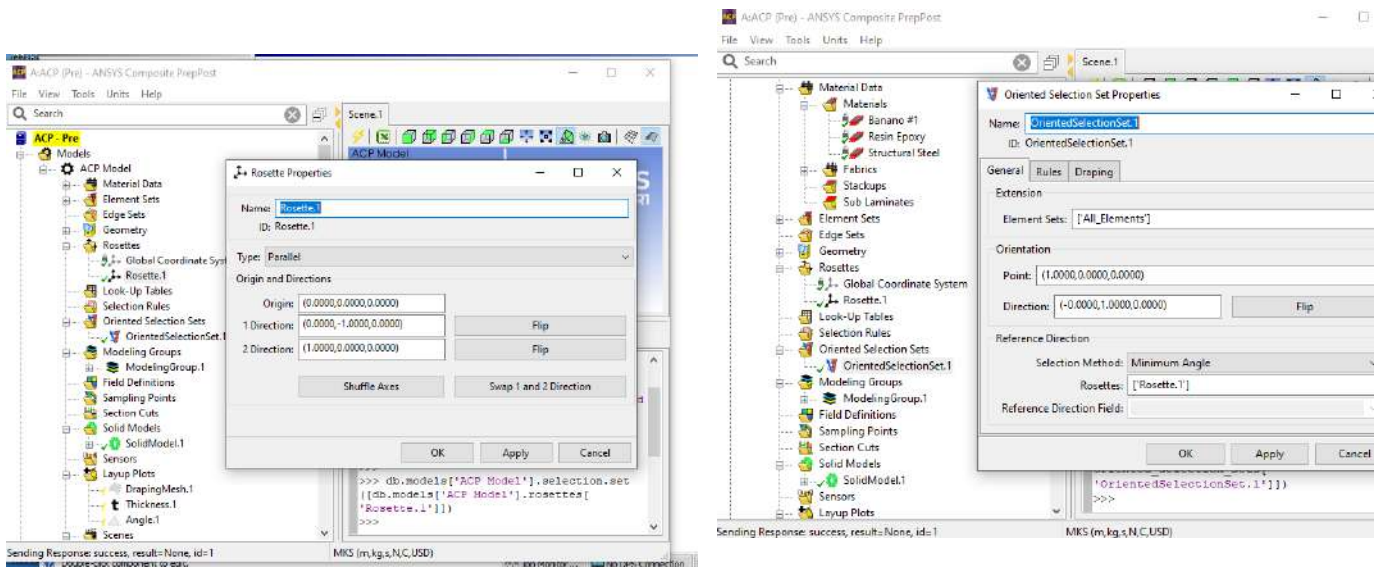 A:ACP (Pre) - ANSYS Composite PrepPost
File View Tools Units Help
Search
Scene.1
ACP - Pre
Models
ACP Model
Material Data
Element Sets
Edge Sets
Geometry
Rosettes
Global Coordinate Syst
Rosette.1
Look-Up Tables
Selection Rules
Oriented Selection Sets
OrientedSelectionSet.1
Modeling Groups
ModelingGroup.1
Field Definitions
Sampling Points
Section Cuts
Solid Models
SolidModel.1
Sensors
Layup Plots
DrapingMesh.1
Thickness.1
Angle.1
Scenes
ACP Model
Rosette Properties
Name: Rosette.1
ID: Rosette.1
Type: Parallel
Origin and Directions
Origin: (0.0000,0.0000,0.0000)
1 Direction: (0.0000,-1.0000,0.0000) Flip
2 Direction: (1.0000,0.0000,0.0000) Flip
Shuffle Axes Swap 1 and 2 Direction
OK Apply Cancel
>>> db.models['ACP Model'].selection.set
([db.models['ACP Model'].rosettes[
'Rosette.1']])
>>>
Sending Response: success, result=None, id=1 MKS (m,kg,s,N,C,USD)
A:ACP (Pre) - ANSYS Composite PrepPost
File View Tools Units Help
Search
Scene.1
Material Data
Materials
Banano #1
Resin Epoxy
Structural Steel
Fabrics
Stackups
Sub Laminates
Element Sets
Edge Sets
Geometry
Rosettes
Global Coordinate System
Rosette.1
Look-Up Tables
Selection Rules
Oriented Selection Sets
OrientedSelectionSet.1
Modeling Groups
ModelingGroup.1
Field Definitions
Sampling Points
Section Cuts
Solid Models
SolidModel.1
Sensors
Layup Plots
Oriented Selection Set Properties
Name: OrientedSelectionSet.1
ID: OrientedSelectionSet.1
General Rules Draping
Extension
Element Sets: ['All_Elements']
Orientation
Point: (1.0000,0.0000,0.0000)
Direction: (-0.0000,1.0000,0.0000) Flip
Reference Direction
Selection Method: Minimum Angle
Rosettes: ['Rosette.1']
Reference Direction Field:
OK Apply Cancel
'OrientedSelectionSet.1']])
>>>
Sending Response: success, result=None, id=1 MKS (m,kg,s,N,C,USD)